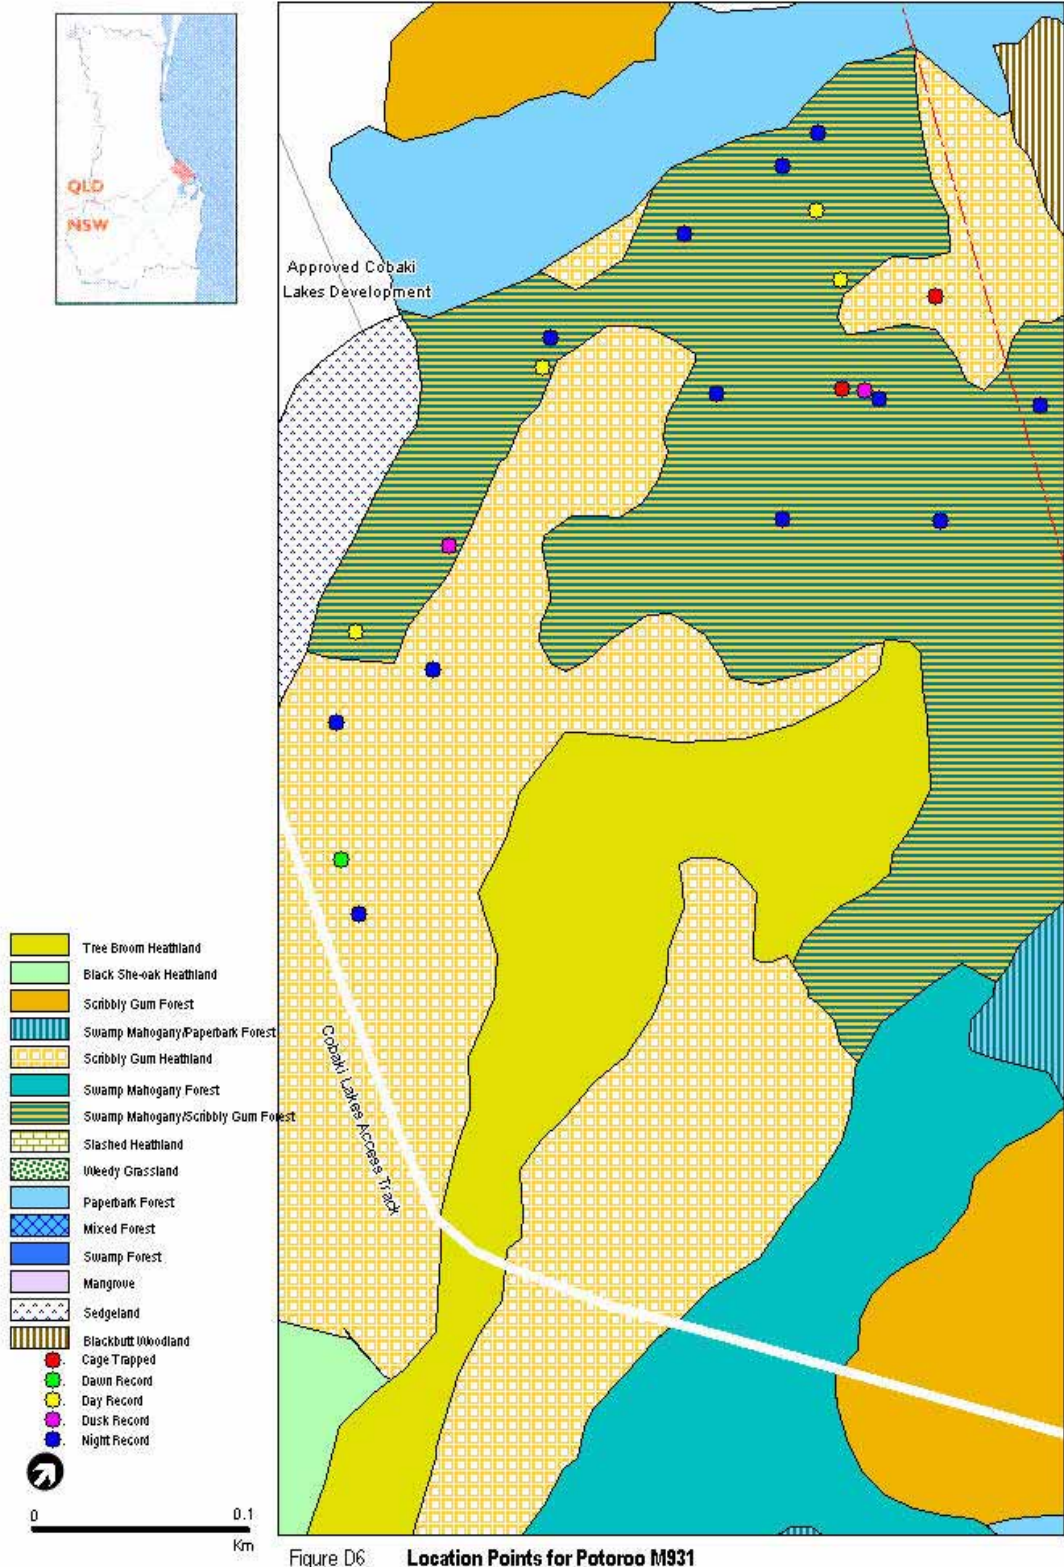 QLD
NSW
Approved Cobaki
Lakes Development
Cobaki Lakes Access Track
Tree Broom Heathland
Black She-oak Heathland
Scribbly Gum Forest
Swamp Mahogany/Paperbark Forest
Scribbly Gum Heathland
Swamp Mahogany Forest
Swamp Mahogany/Scribbly Gum Forest
Slashed Heathland
Weedy Grassland
Paperbark Forest
Mixed Forest
Swamp Forest
Mangrove
Sedgeland
Blackbutt Woodland
Cage Trapped
Dawn Record
Day Record
Dusk Record
Night Record
0 0.1
Km
Figure D6 Location Points for Potoroo M931